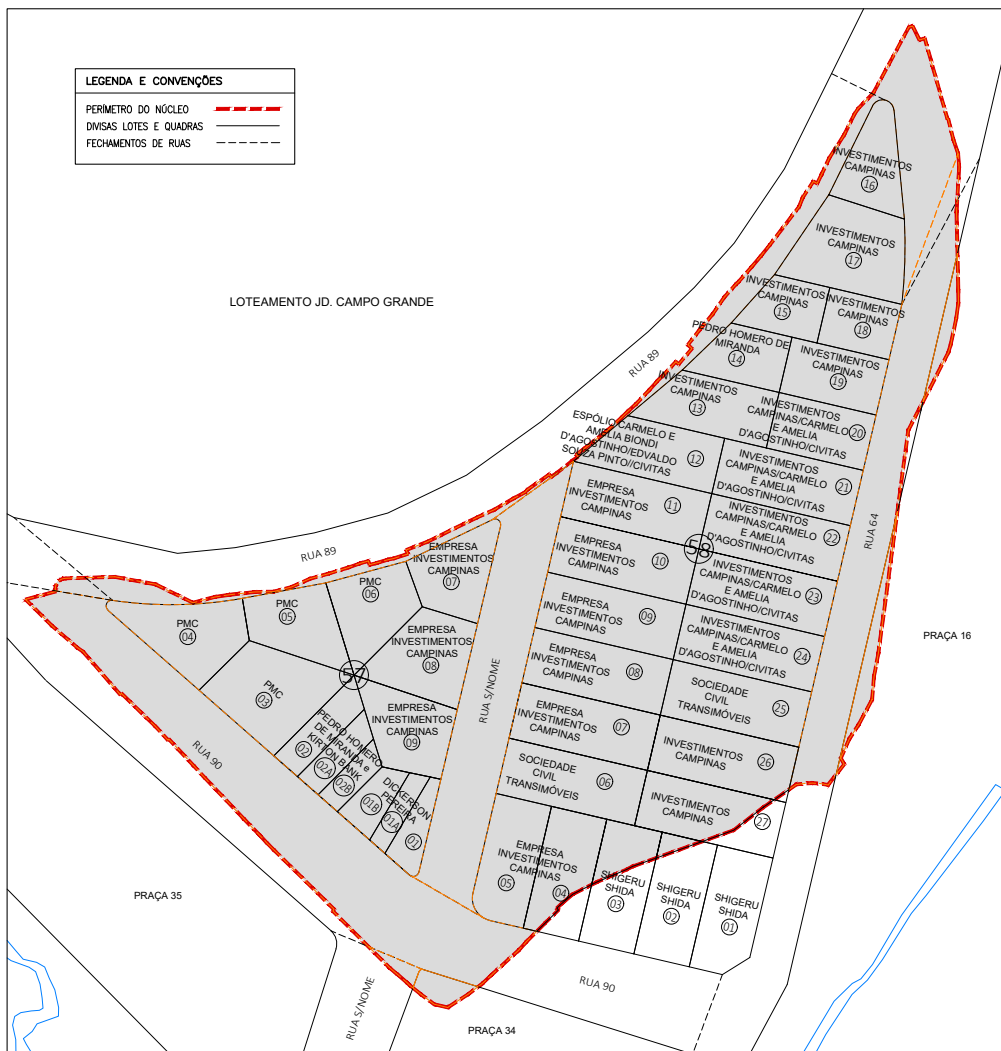 LEGENDA E CONVENÇÕES
PERÍMETRO DO NÚCLEO
DIVISAS LOTES E QUADRAS
FECHAMENTOS DE RUAS
LOTEAMENTO JD. CAMPO GRANDE
INVESTIMENTOS
CAMPINAS
16
INVESTIMENTOS
CAMPINAS
17
INVESTIMENTOS
CAMPINAS
15
INVESTIMENTOS
CAMPINAS
18
PEDRO HOMERO DE
MIRANDA
14
INVESTIMENTOS
CAMPINAS
19
RUA 89
INVESTIMENTOS
CAMPINAS
13
INVESTIMENTOS
CAMPINAS/CARMELO
E AMELIA
D'AGOSTINHO/CIVITAS
20
ESPÓLIO CARMELO E
AMELIA BIONDI
D'AGOSTINHO/EDVALDO
SOUZA PINTO//CIVITAS
12
INVESTIMENTOS
CAMPINAS/CARMELO
E AMELIA
D'AGOSTINHO/CIVITAS
21
EMPRESA
INVESTIMENTOS
CAMPINAS
11
INVESTIMENTOS
CAMPINAS/CARMELO
E AMELIA
D'AGOSTINHO/CIVITAS
22
RUA 64
58
EMPRESA
INVESTIMENTOS
CAMPINAS
10
INVESTIMENTOS
CAMPINAS/CARMELO
E AMELIA
D'AGOSTINHO/CIVITAS
23
RUA 89
EMPRESA
INVESTIMENTOS
CAMPINAS
07
PMC
06
PMC
05
PMC
04
EMPRESA
INVESTIMENTOS
CAMPINAS
09
INVESTIMENTOS
CAMPINAS/CARMELO
E AMELIA
D'AGOSTINHO/CIVITAS
24
PRAÇA 16
EMPRESA
INVESTIMENTOS
CAMPINAS
08
57
PMC
03
EMPRESA
INVESTIMENTOS
CAMPINAS
08
SOCIEDADE
CIVIL
TRANSIMÓVEIS
25
RUA S/NOME
EMPRESA
INVESTIMENTOS
CAMPINAS
09
EMPRESA
INVESTIMENTOS
CAMPINAS
07
INVESTIMENTOS
CAMPINAS
26
PEDRO HOMERO
DE MIRANDA e
KIRTON BANK
02
02A
02B
RUA 90
SOCIEDADE
CIVIL
TRANSIMÓVEIS
06
INVESTIMENTOS
CAMPINAS
27
DICKERSON
PEREIRA
01B
01A
01
EMPRESA
INVESTIMENTOS
CAMPINAS
05
04
SHIGERU
SHIDA
03
SHIGERU
SHIDA
02
SHIGERU
SHIDA
01
PRAÇA 35
RUA S/NOME
RUA 90
PRAÇA 34